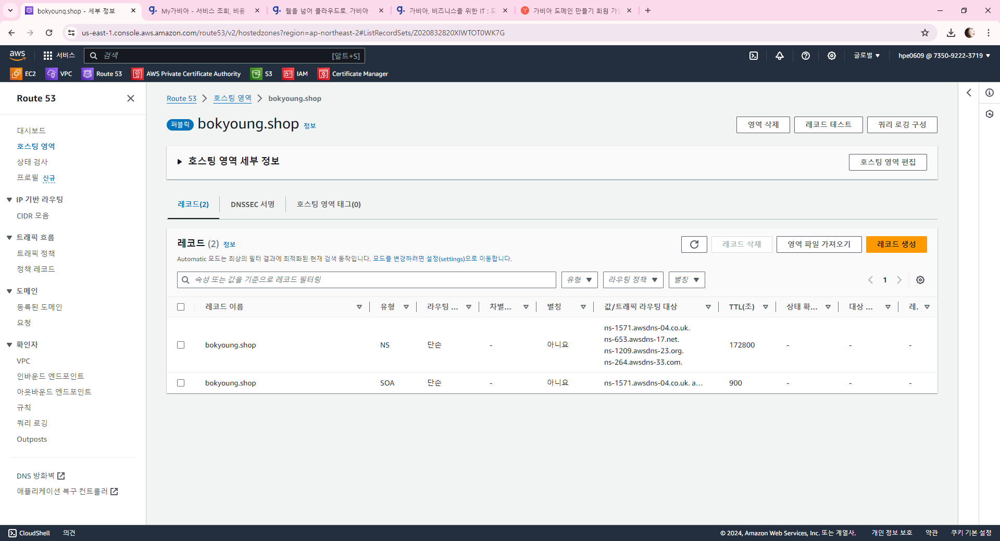 bokyoung.shop - 세부 정보
My가비아 - 서비스 조회, 비용
웹을 넘어 클라우드로. 가비아
가비아, 비즈니스를 위한 IT : 도
가비아 도메인 만들기 회원 가입
us-east-1.console.aws.amazon.com/route53/v2/hostedzones?region=ap-northeast-2#ListRecordSets/Z020832820XIWTOT0WK7G
aws 서비스 검색 [알트+S] 글로벌 hpe0609 @ 7350-9222-3719
EC2 VPC Route 53 AWS Private Certificate Authority S3 IAM Certificate Manager
Route 53
대시보드
호스팅 영역
상태 검사
프로필 신규
IP 기반 라우팅
CIDR 모음
트래픽 흐름
트래픽 정책
정책 레코드
도메인
등록된 도메인
요청
확인자
VPC
인바운드 엔드포인트
아웃바운드 엔드포인트
규칙
쿼리 로깅
Outposts
DNS 방화벽
애플리케이션 복구 컨트롤러
Route 53 호스팅 영역 bokyoung.shop
퍼블릭 bokyoung.shop 정보
영역 삭제 레코드 테스트 쿼리 로깅 구성
호스팅 영역 세부 정보 호스팅 영역 편집
레코드(2) DNSSEC 서명 호스팅 영역 태그(0)
레코드 (2) 정보
레코드 삭제 영역 파일 가져오기 레코드 생성
Automatic 모드는 최상의 필터 결과에 최적화된 현재 검색 동작입니다. 모드를 변경하려면 설정(settings)으로 이동합니다.
속성 또는 값을 기준으로 레코드 필터링 유형 라우팅 정책 별칭 1
레코드 이름 유형 라우팅 ... 차별... 별칭 값/트래픽 라우팅 대상 TTL(초) 상태 확... 대상 ... 레.
bokyoung.shop NS 단순 - 아니요
ns-1571.awsdns-04.co.uk.
ns-653.awsdns-17.net.
ns-1209.awsdns-23.org.
ns-264.awsdns-33.com.
172800 - - -
bokyoung.shop SOA 단순 - 아니요 ns-1571.awsdns-04.co.uk. a... 900 - - -
CloudShell 의견 © 2024, Amazon Web Services, Inc. 또는 계열사. 개인 정보 보호 약관 쿠키 기본 설정